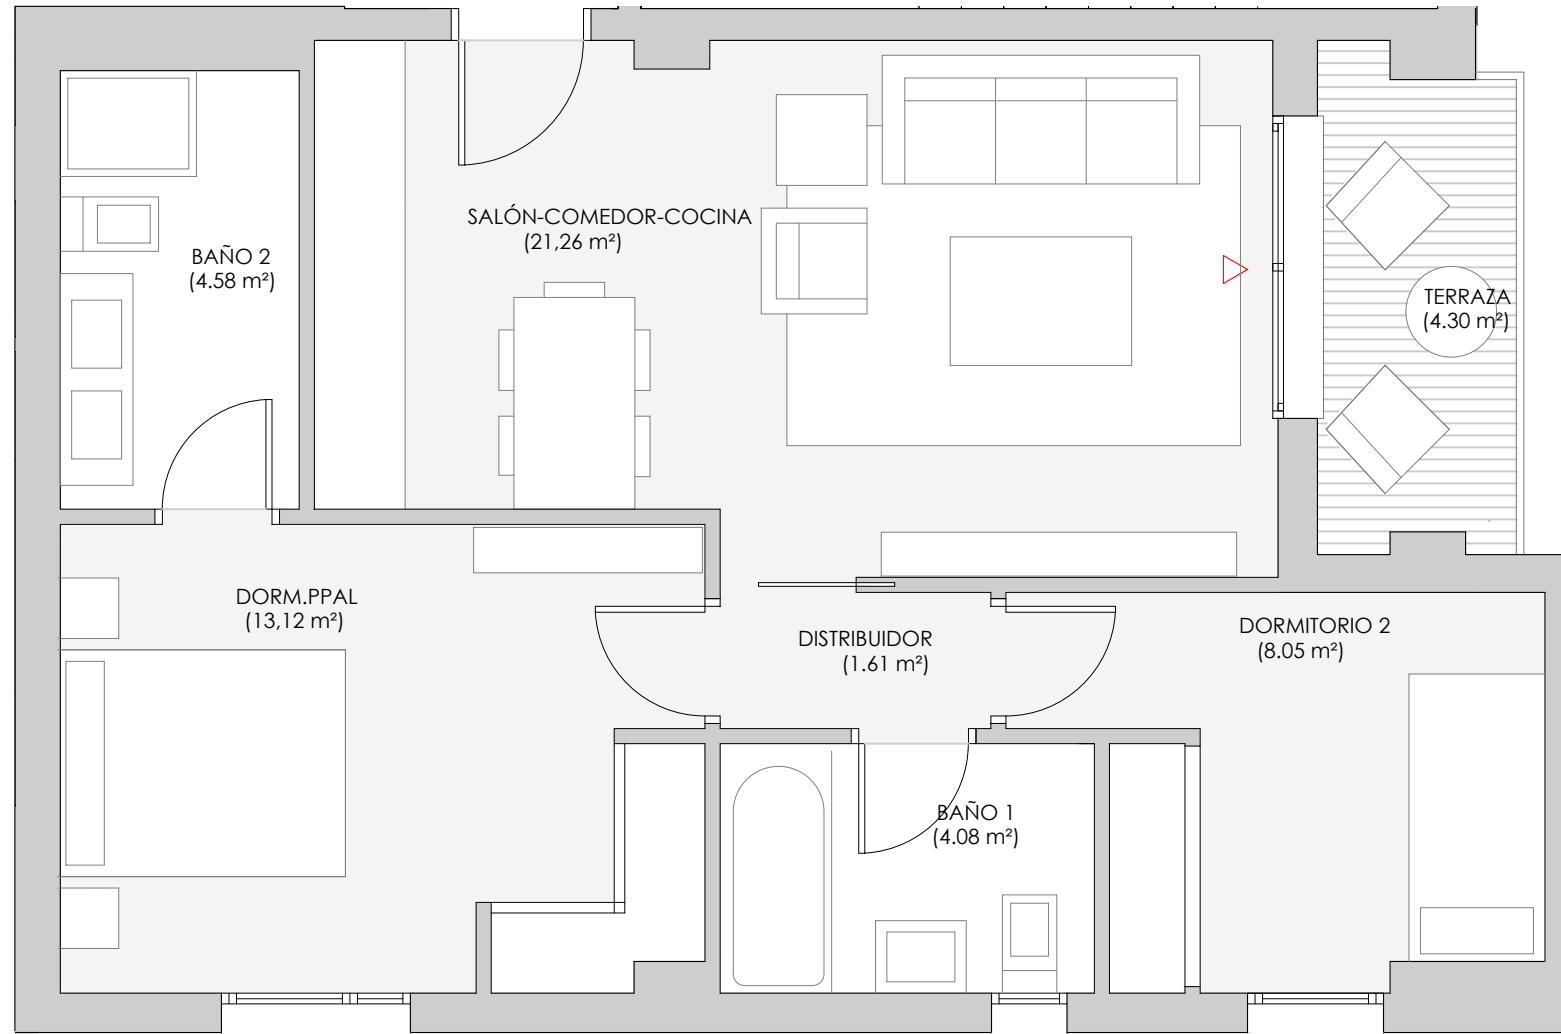 SALÓN-COMEDOR-COCINA
(21,26 m²)
BAÑO 2
(4.58 m²)
TERRAZA
(4.30 m²)
DORM.PPAL
(13,12 m²)
DISTRIBUIDOR
(1.61 m²)
DORMITORIO 2
(8.05 m²)
BAÑO 1
(4.08 m²)